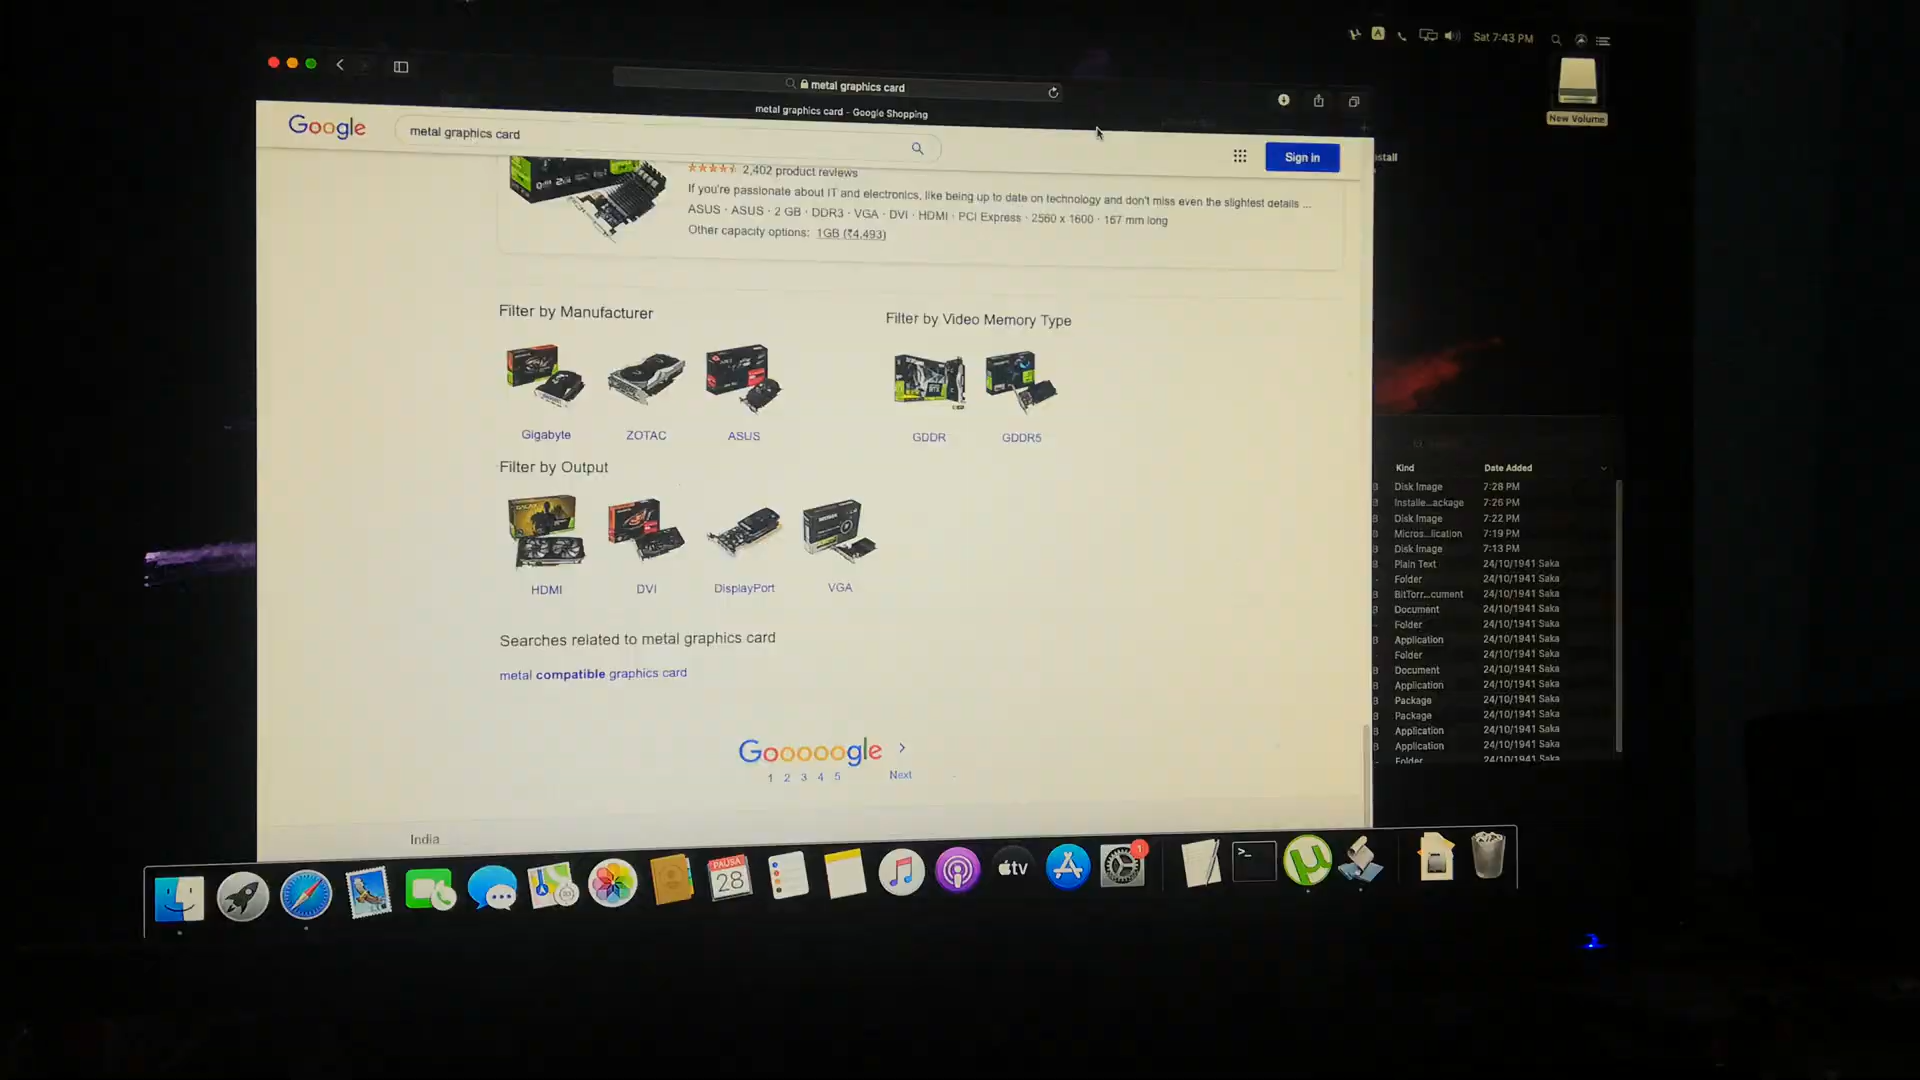 Sat 7:43 PM
New Volume
metal graphics card
metal graphics card - Google Shopping
Google
metal graphics card
Sign in
stall
2,402 product reviews
If you're passionate about IT and electronics, like being up to date on technology and don't miss even the slightest details ...
ASUS · ASUS · 2 GB · DDR3 · VGA · DVI · HDMI · PCI Express · 2560 x 1600 · 167 mm long
Other capacity options: 1GB (₹4,493)
Filter by Manufacturer
Gigabyte ZOTAC ASUS
Filter by Video Memory Type
GDDR GDDR5
Filter by Output
HDMI DVI DisplayPort VGA
Searches related to metal graphics card
metal compatible graphics card
Gooooogle >
1 2 3 4 5 Next
India
Kind Date Added
Disk Image 7:28 PM
Installe...ackage 7:26 PM
Disk Image 7:22 PM
Micros...lication 7:19 PM
Disk Image 7:13 PM
Plain Text 24/10/1941 Saka
Folder 24/10/1941 Saka
BitTorr...cument 24/10/1941 Saka
Document 24/10/1941 Saka
Folder 24/10/1941 Saka
Application 24/10/1941 Saka
Folder 24/10/1941 Saka
Document 24/10/1941 Saka
Application 24/10/1941 Saka
Package 24/10/1941 Saka
Package 24/10/1941 Saka
Application 24/10/1941 Saka
Application 24/10/1941 Saka
Folder 24/10/1941 Saka
PAUSA
28
tv
1